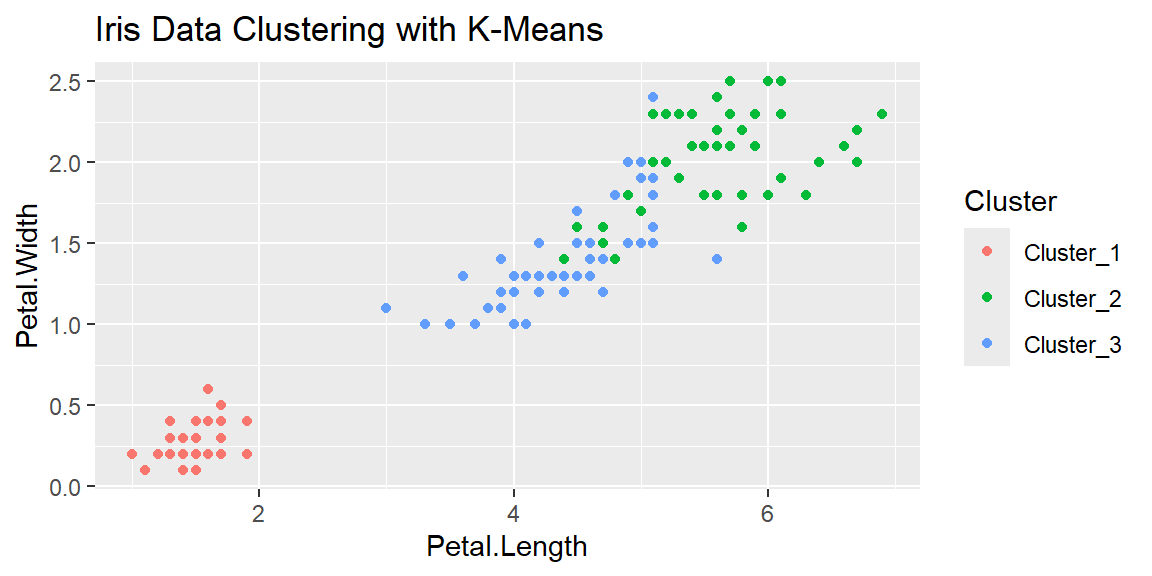 Iris Data Clustering with K-Means
2.5
2.0
1.5
1.0
0.5
0.0
Petal.Width
2 4 6
Petal.Length
Cluster
Cluster_1
Cluster_2
Cluster_3